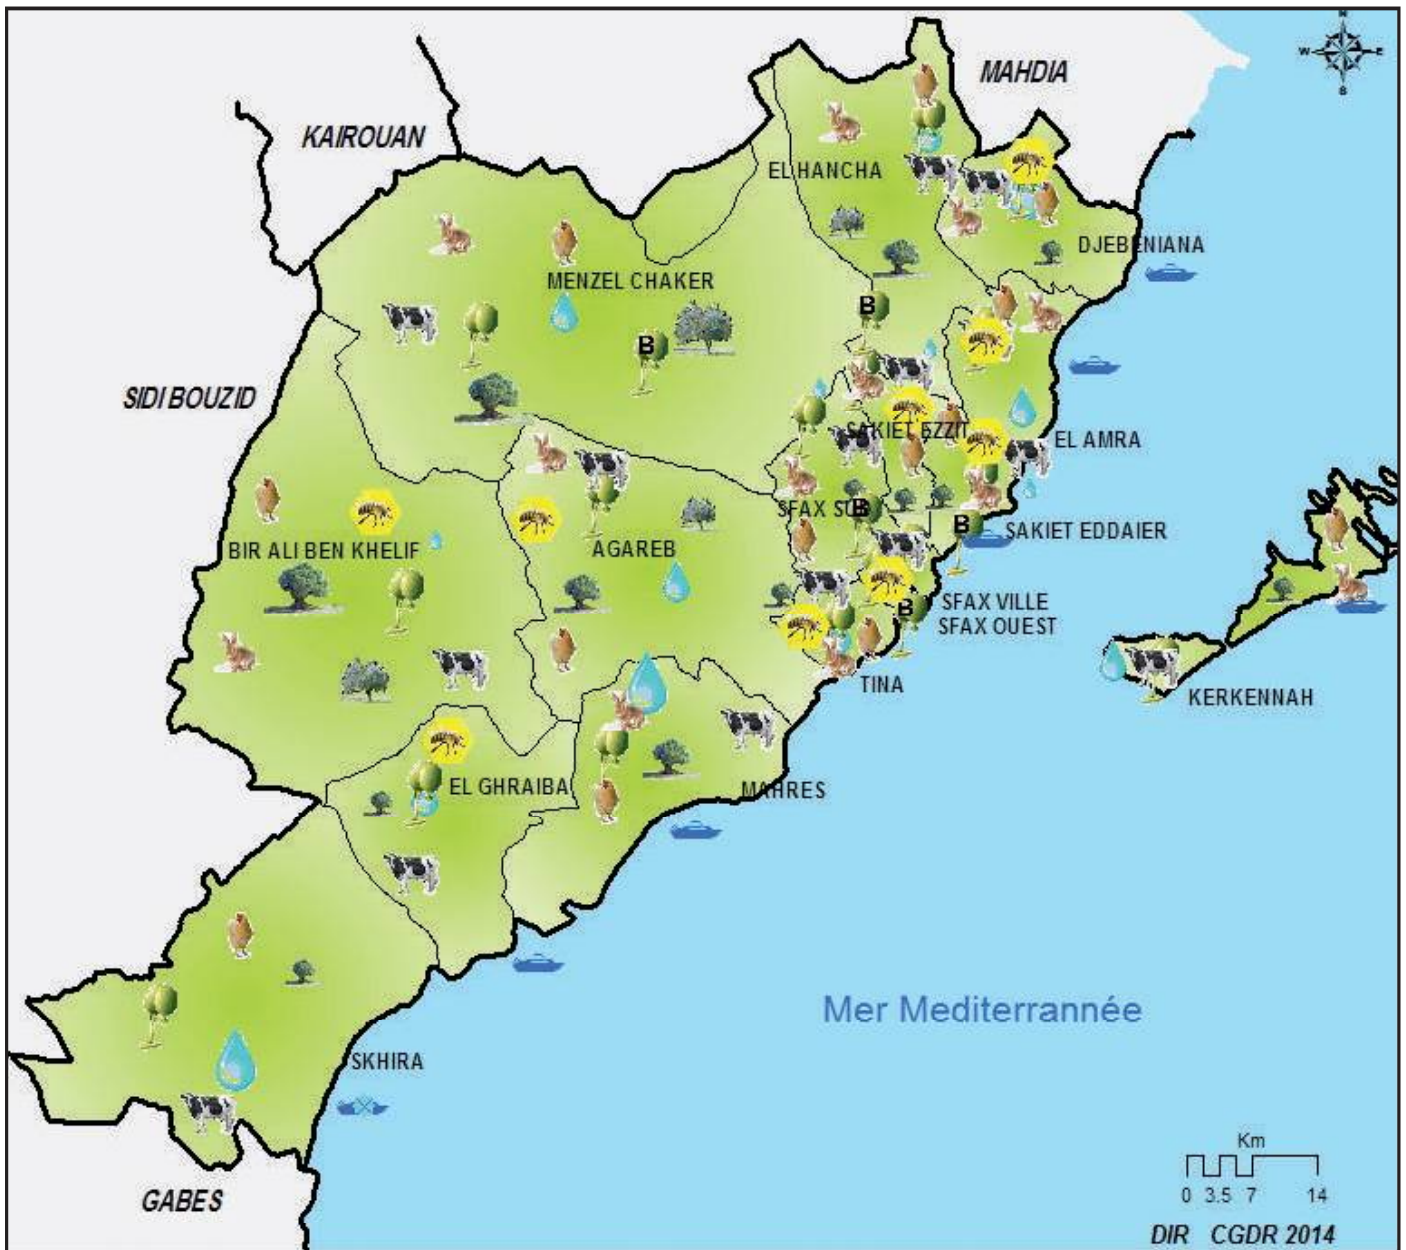 N
W E
S
MAHDIA
KAIROUAN
EL HANCHA
DJEBENIANA
MENZEL CHAKER
B
B
SIDI BOUZID
SAKIET EZZIT
EL AMRA
SFAX SUD
B
B
SAKIET EDDAIER
BIR ALI BEN KHELIF
AGAREB
B
SFAX VILLE
SFAX OUEST
TINA
KERKENNAH
EL GHRAIBA
MAHRES
Mer Mediterrannée
SKHIRA
Km
0 3.5 7 14
GABES
DIR CGDR 2014